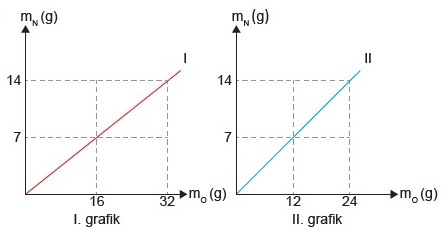 m_N (g)
I
14
7
16
32
m_O (g)
I. grafik
m_N (g)
II
14
7
12
24
m_O (g)
II. grafik